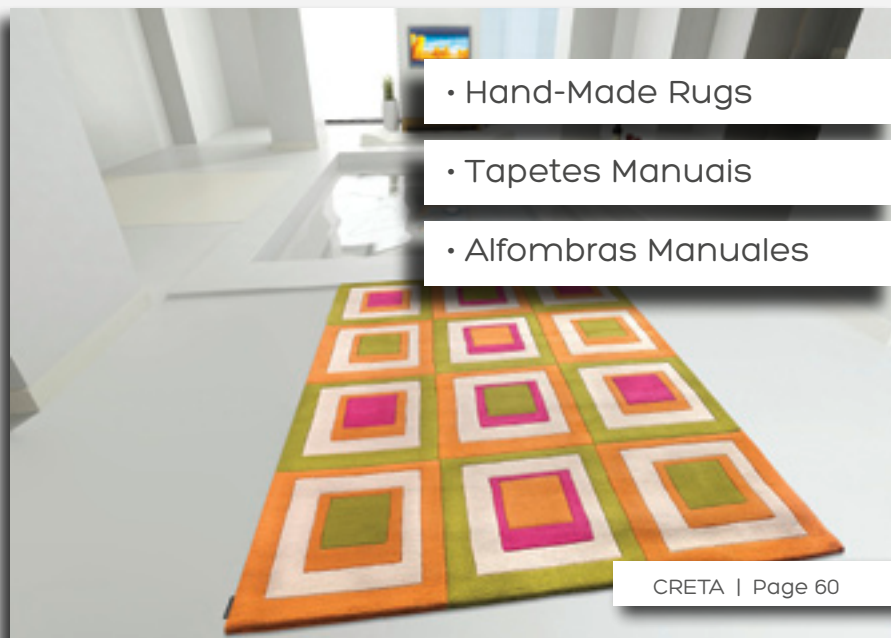 • Hand-Made Rugs
• Tapetes Manuais
• Alfombras Manuales
CRETA | Page 60